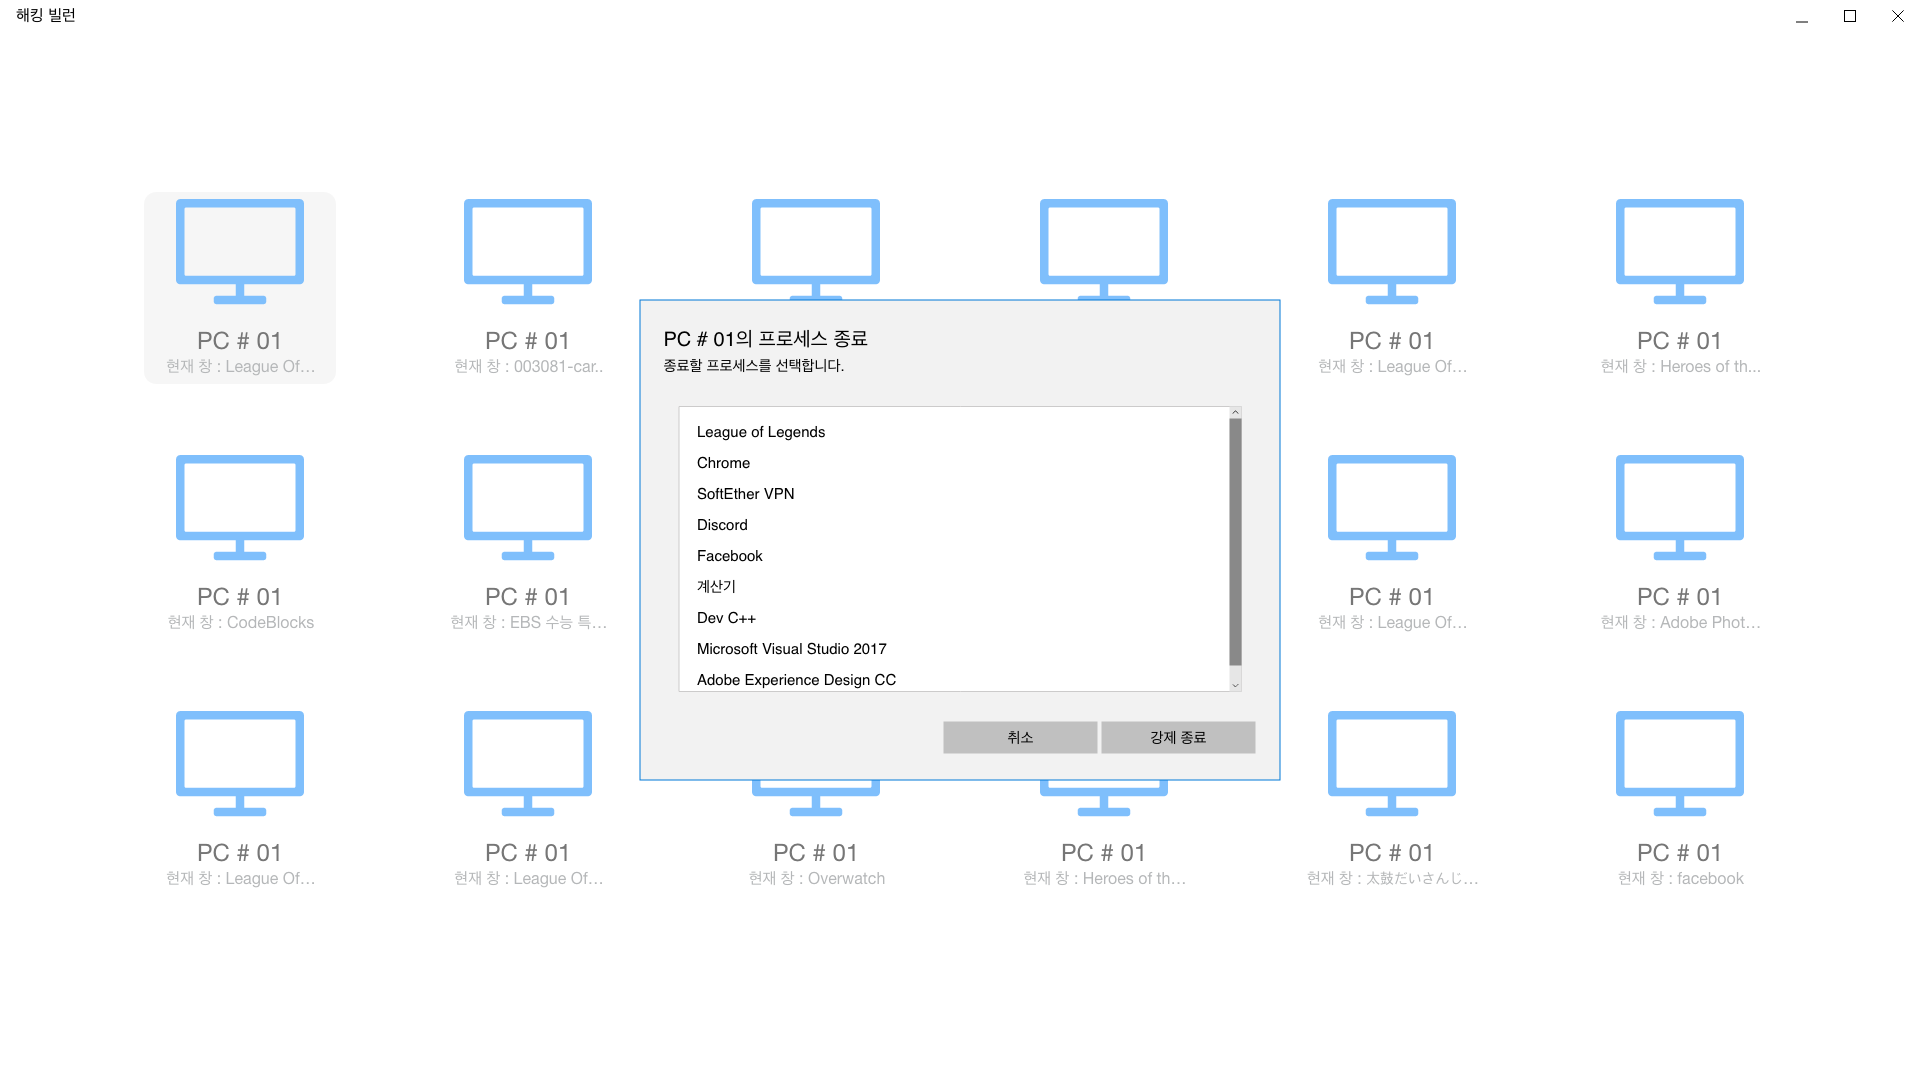 해킹 빌런
PC # 01
현재 창 : League Of...
PC # 01
현재 창 : 003081-car..
PC # 01
현재 창 : League Of...
PC # 01
현재 창 : Heroes of th...
PC # 01의 프로세스 종료
종료할 프로세스를 선택합니다.
League of Legends
Chrome
SoftEther VPN
Discord
Facebook
계산기
Dev C++
Microsoft Visual Studio 2017
Adobe Experience Design CC
취소
강제 종료
PC # 01
현재 창 : CodeBlocks
PC # 01
현재 창 : EBS 수능 특...
PC # 01
현재 창 : League Of...
PC # 01
현재 창 : Adobe Phot...
PC # 01
현재 창 : League Of...
PC # 01
현재 창 : League Of...
PC # 01
현재 창 : Overwatch
PC # 01
현재 창 : Heroes of th...
PC # 01
현재 창 : 太鼓だいさんじ...
PC # 01
현재 창 : facebook